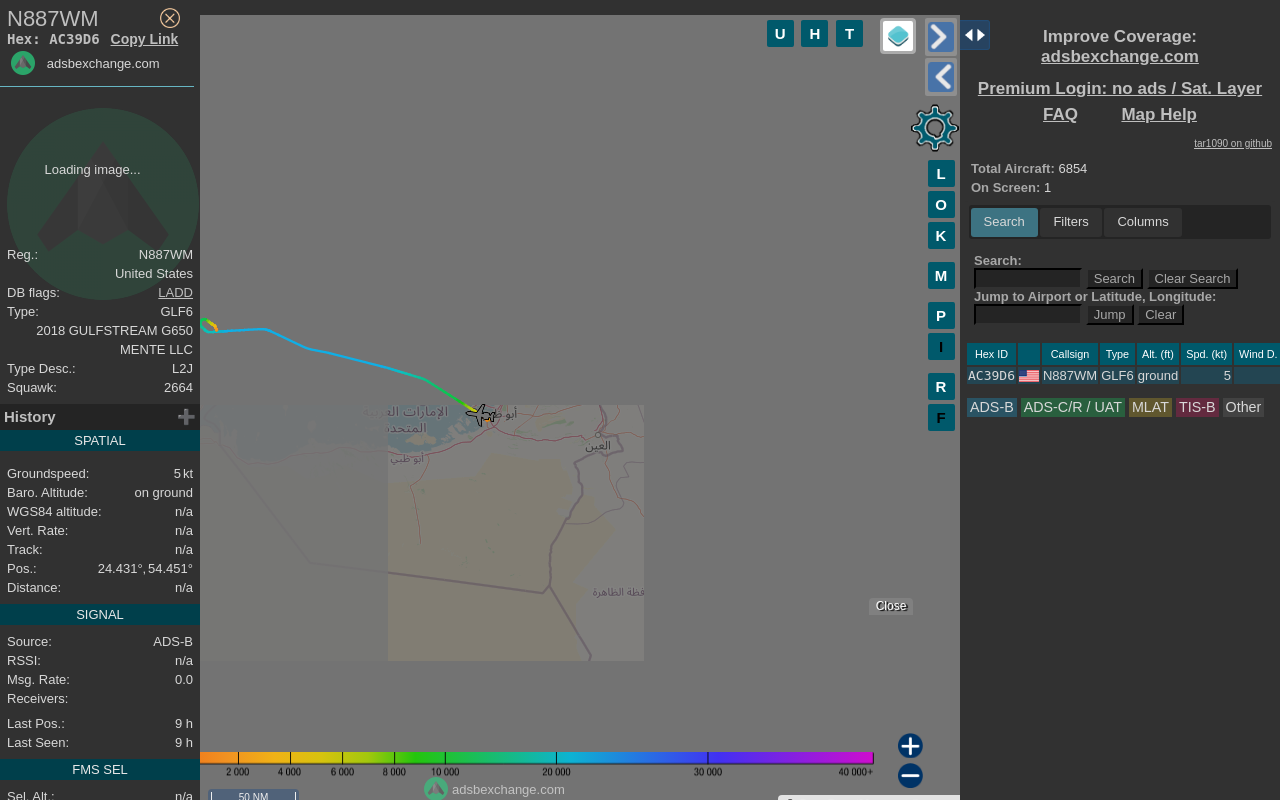 N887WM
Hex: AC39D6 Copy Link
adsbexchange.com
Loading image...
Reg.: N887WM
United States
DB flags: LADD
Type: GLF6
2018 GULFSTREAM G650
MENTE LLC
Type Desc.: L2J
Squawk: 2664
History
SPATIAL
Groundspeed: 5 kt
Baro. Altitude: on ground
WGS84 altitude: n/a
Vert. Rate: n/a
Track: n/a
Pos.: 24.431°, 54.451°
Distance: n/a
SIGNAL
Source: ADS-B
RSSI: n/a
Msg. Rate: 0.0
Receivers:
Last Pos.: 9 h
Last Seen: 9 h
FMS SEL
Sel. Alt.: n/a
U H T
L
O
K
M
P
I
R
F
العين
أبو ظبي
Close
2 000 4 000 6 000 8 000 10 000 20 000 30 000 40 000+
adsbexchange.com
50 NM
Improve Coverage:
adsbexchange.com
Premium Login: no ads / Sat. Layer
FAQ Map Help
tar1090 on github
Total Aircraft: 6854
On Screen: 1
Search Filters Columns
Search:
Search Clear Search
Jump to Airport or Latitude, Longitude:
Jump Clear
Hex ID Callsign Type Alt. (ft) Spd. (kt) Wind D.
AC39D6 N887WM GLF6 ground 5
ADS-B ADS-C/R / UAT MLAT TIS-B Other